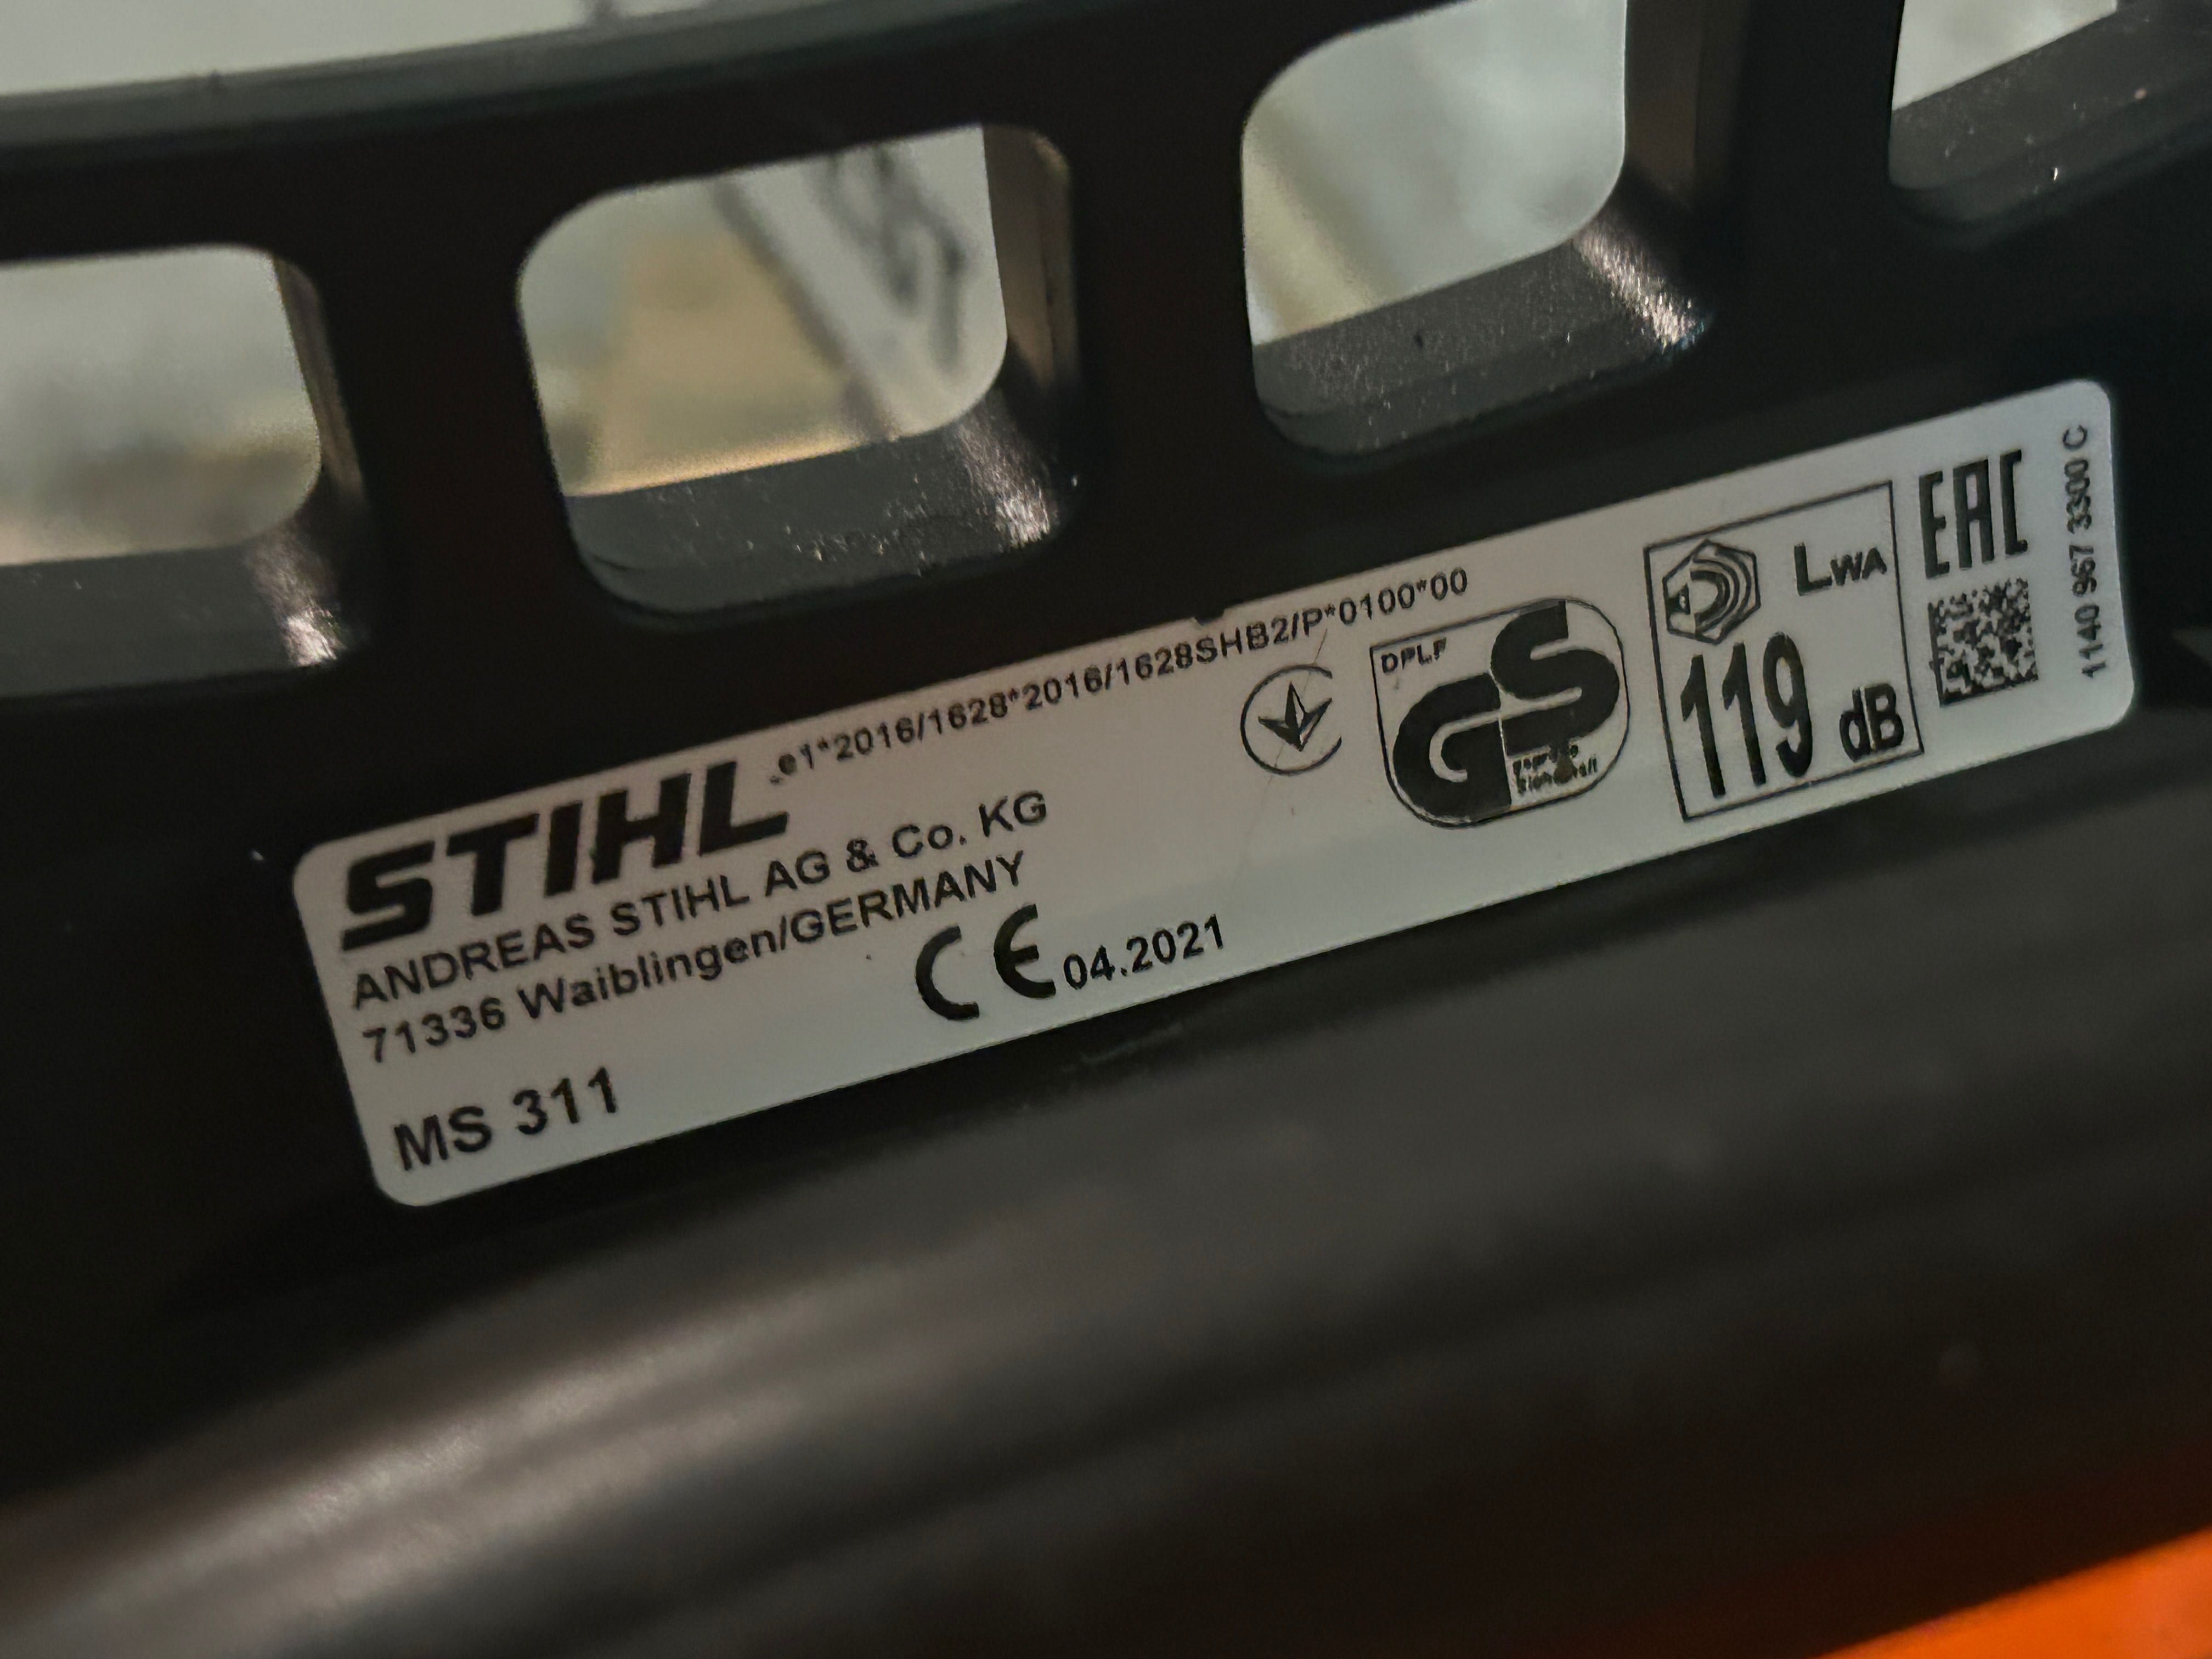 STIHL
e1*2016/1628*2016/1628SHB2/P*0100*00
ANDREAS STIHL AG & Co. KG
71336 Waiblingen/GERMANY
CE 04.2021
MS 311
DPLF
GS
LWA
119 dB
EAC
1140 967 3300 C